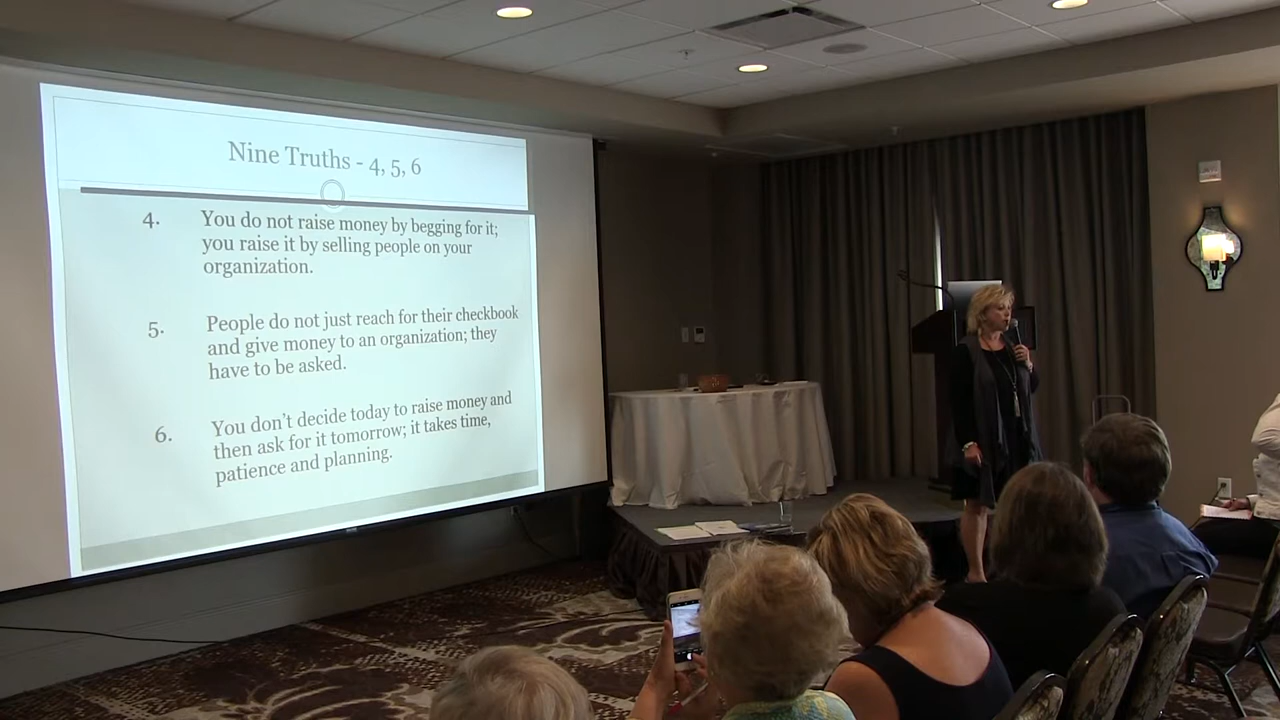 Nine Truths - 4, 5, 6
4. You do not raise money by begging for it;
you raise it by selling people on your
organization.
5. People do not just reach for their checkbook
and give money to an organization; they
have to be asked.
6. You don't decide today to raise money and
then ask for it tomorrow; it takes time,
patience and planning.